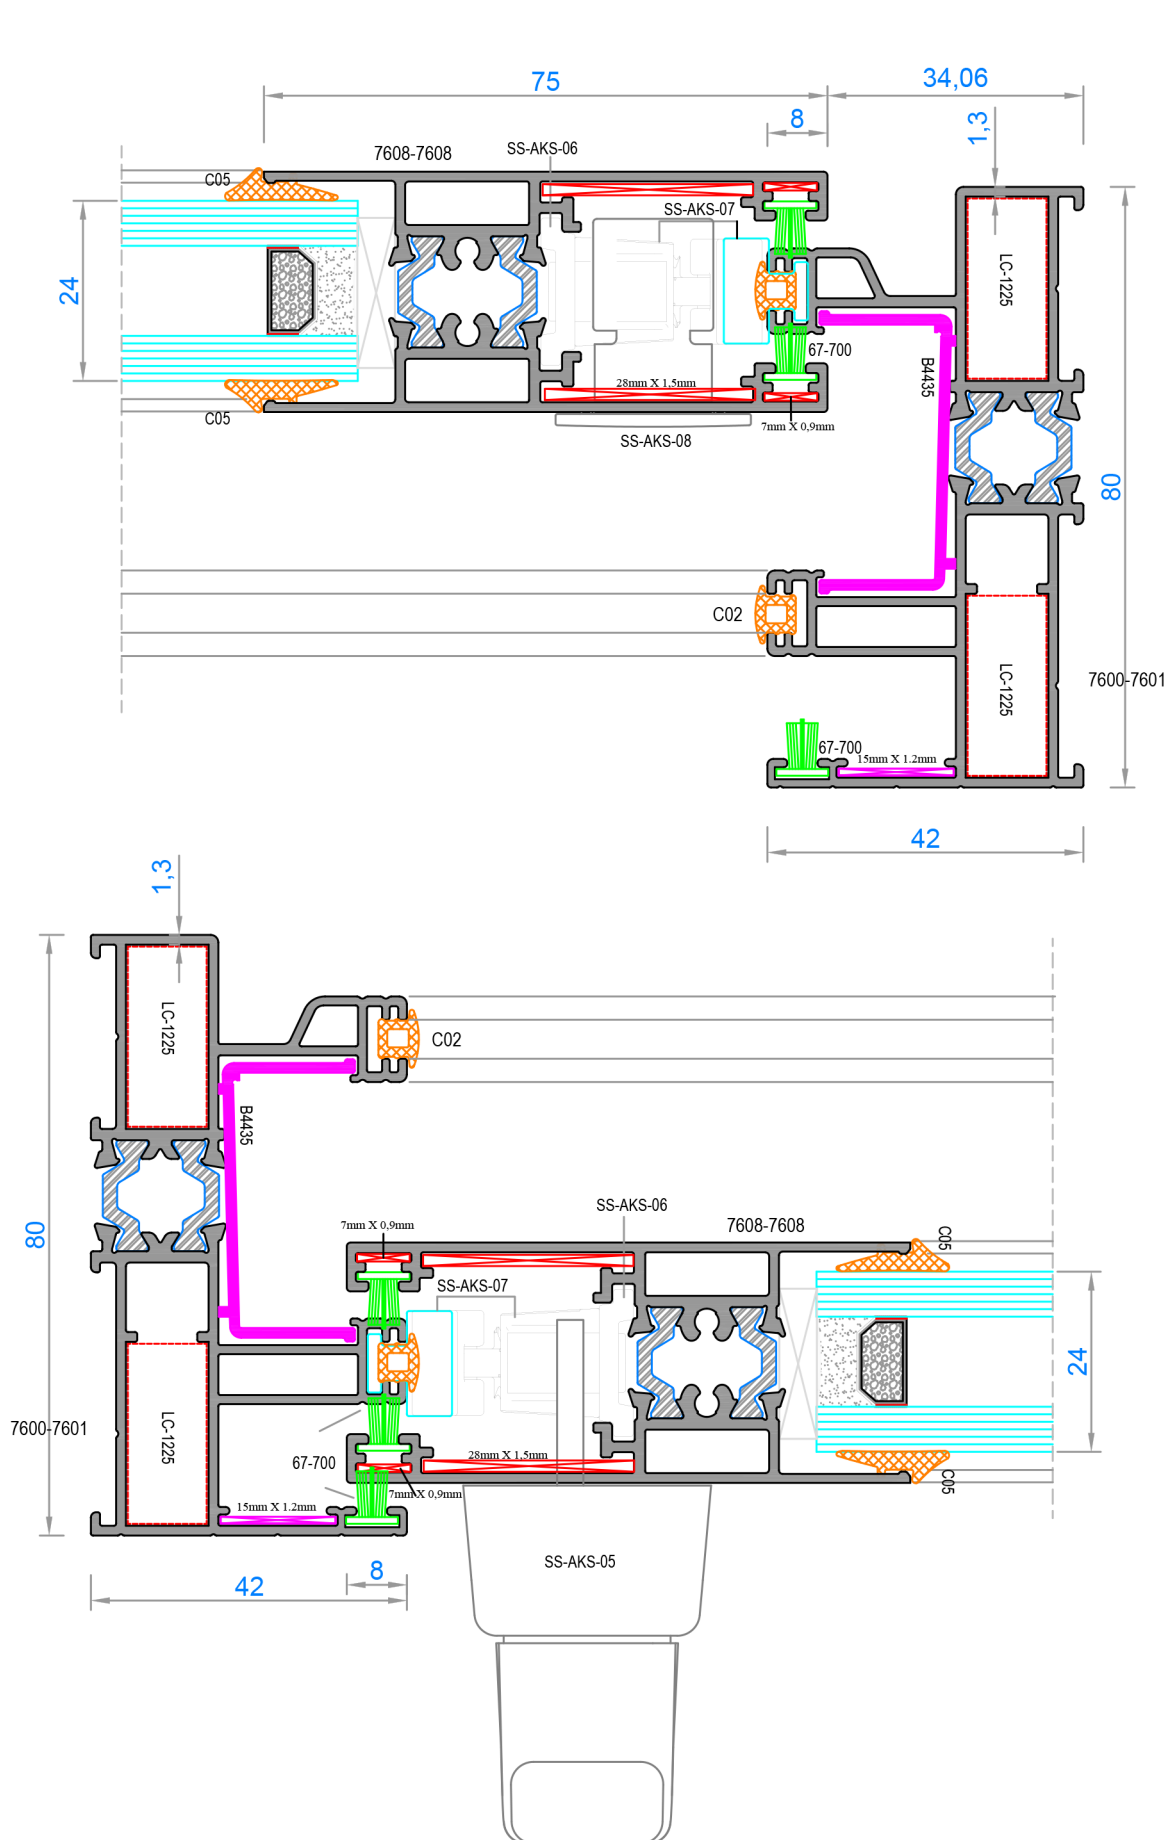 75
34,06
8
1,3
SS-AKS-06
7608-7608
C05
SS-AKS-07
24
LC-1225
67-700
B4435
28mm X 1,5mm
C05
7mm X 0,9mm
SS-AKS-08
80
C02
LC-1225
7600-7601
67-700
15mm X 1.2mm
42
1,3
LC-1225
C02
B4435
SS-AKS-06
7mm X 0,9mm
7608-7608
C05
80
SS-AKS-07
24
7600-7601
LC-1225
67-700
28mm X 1,5mm
C05
7mm X 0,9mm
15mm X 1.2mm
SS-AKS-05
8
42